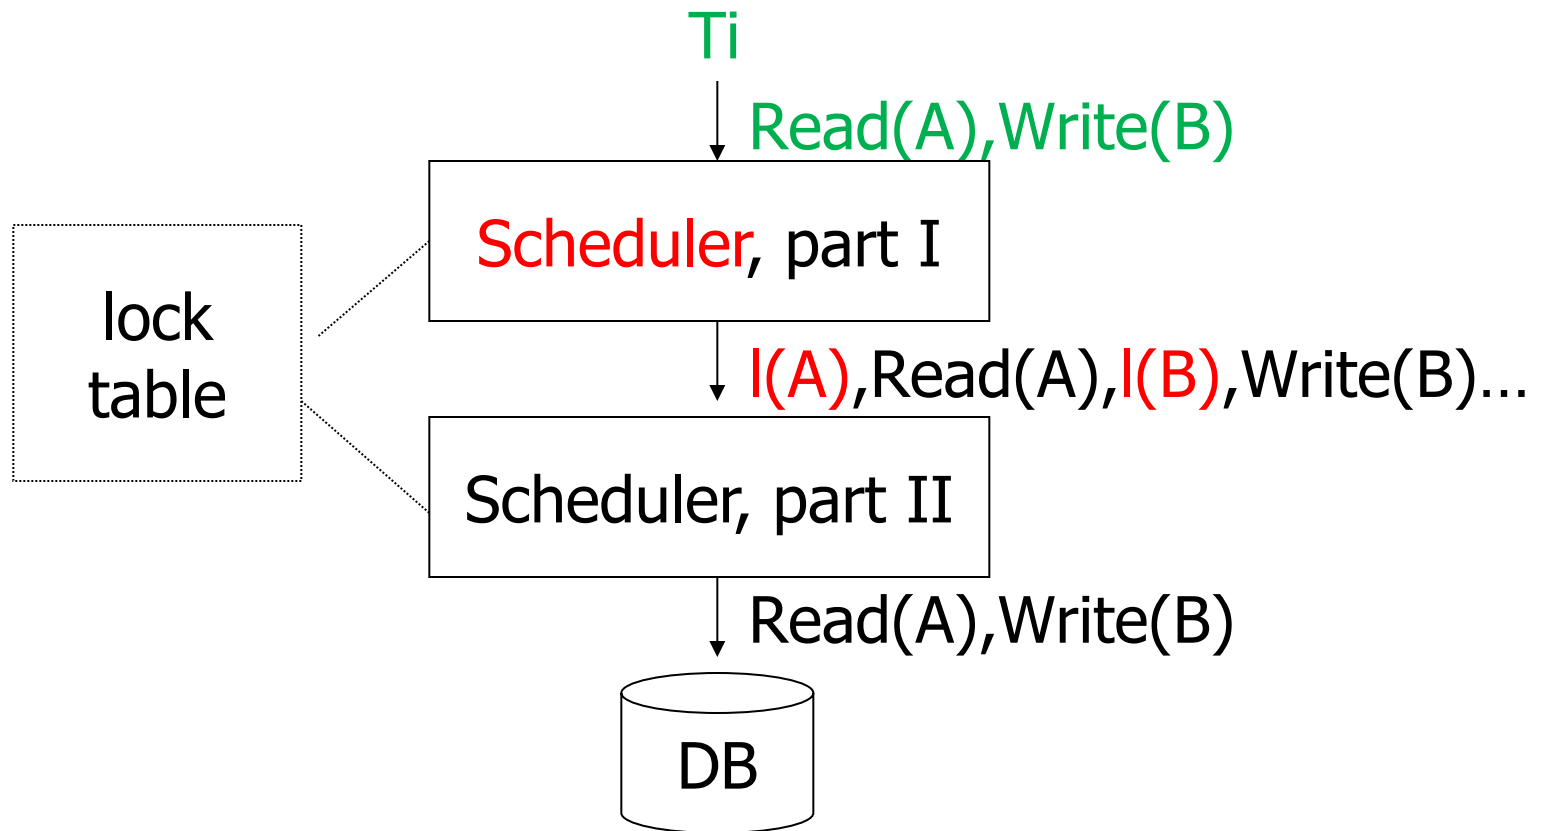 Ti
Read(A),Write(B)
Scheduler, part I
lock
table
l(A),Read(A),l(B),Write(B)…
Scheduler, part II
Read(A),Write(B)
DB